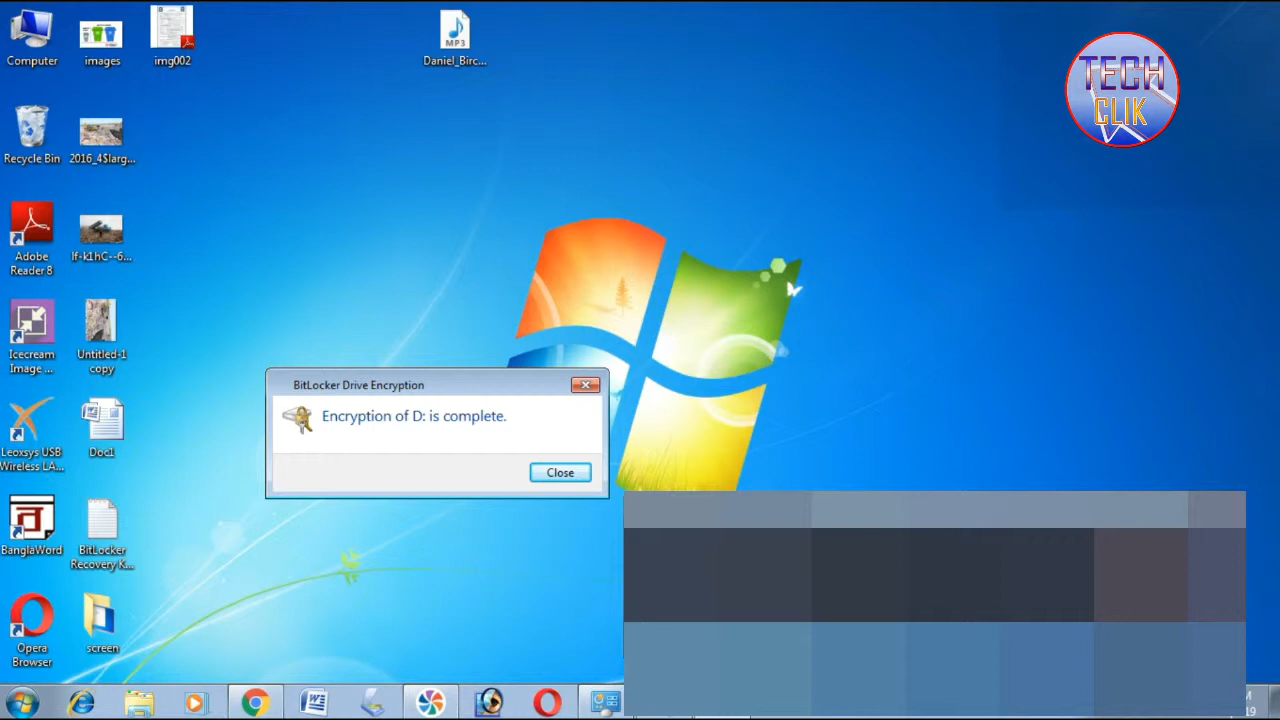 Computer
images
img002
MP3
Daniel_Birc...
TECH
CLIK
Recycle Bin
2016_4$larg...
Adobe
Reader 8
lf-k1hC--6...
Icecream
Image ...
Untitled-1
copy
BitLocker Drive Encryption
Encryption of D: is complete.
Close
Leoxsys USB
Wireless LA...
Doc1
BanglaWord
BitLocker
Recovery K...
Opera
Browser
screen
M
19